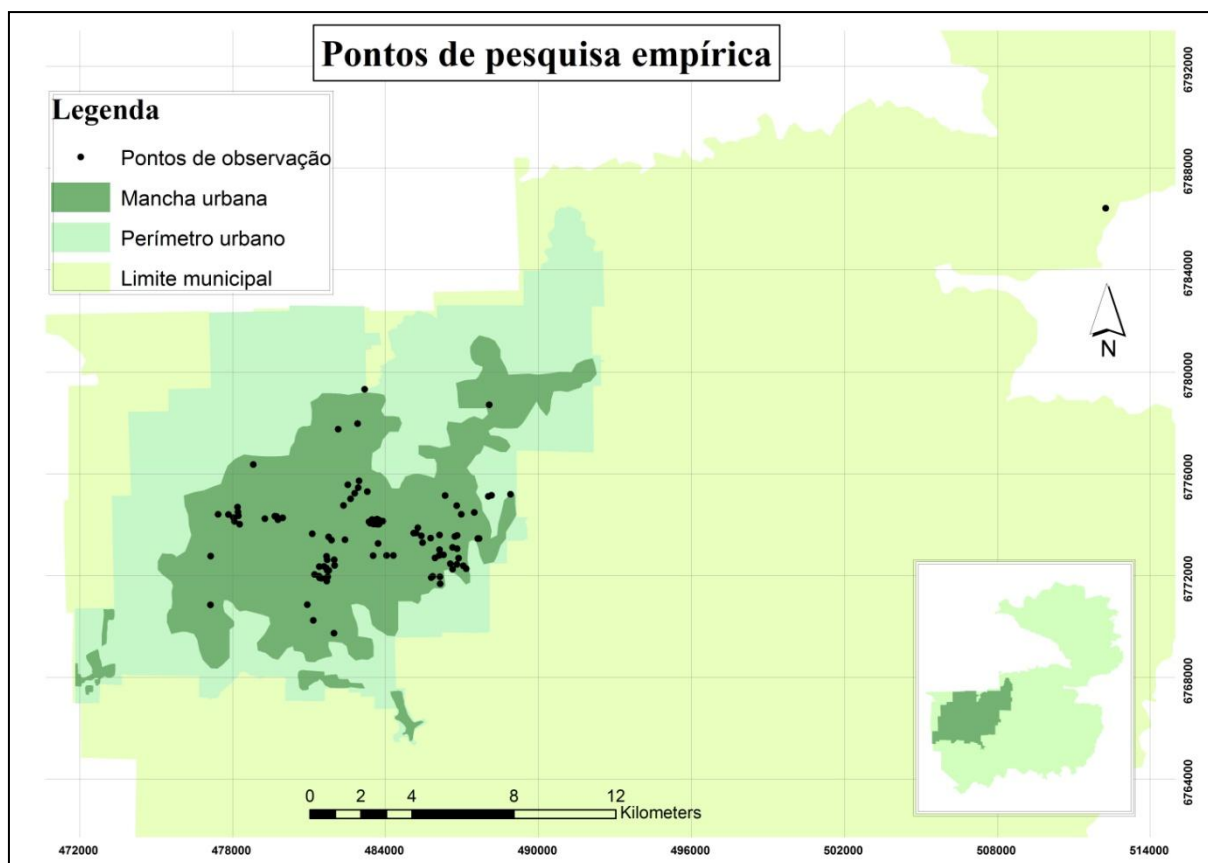 Pontos de pesquisa empírica
Legenda
Pontos de observação
Mancha urbana
Perímetro urbano
Limite municipal
6792000
6788000
6784000
6780000
6776000
6772000
6768000
6764000
N
0 2 4 8 12
Kilometers
472000 478000 484000 490000 496000 502000 508000 514000